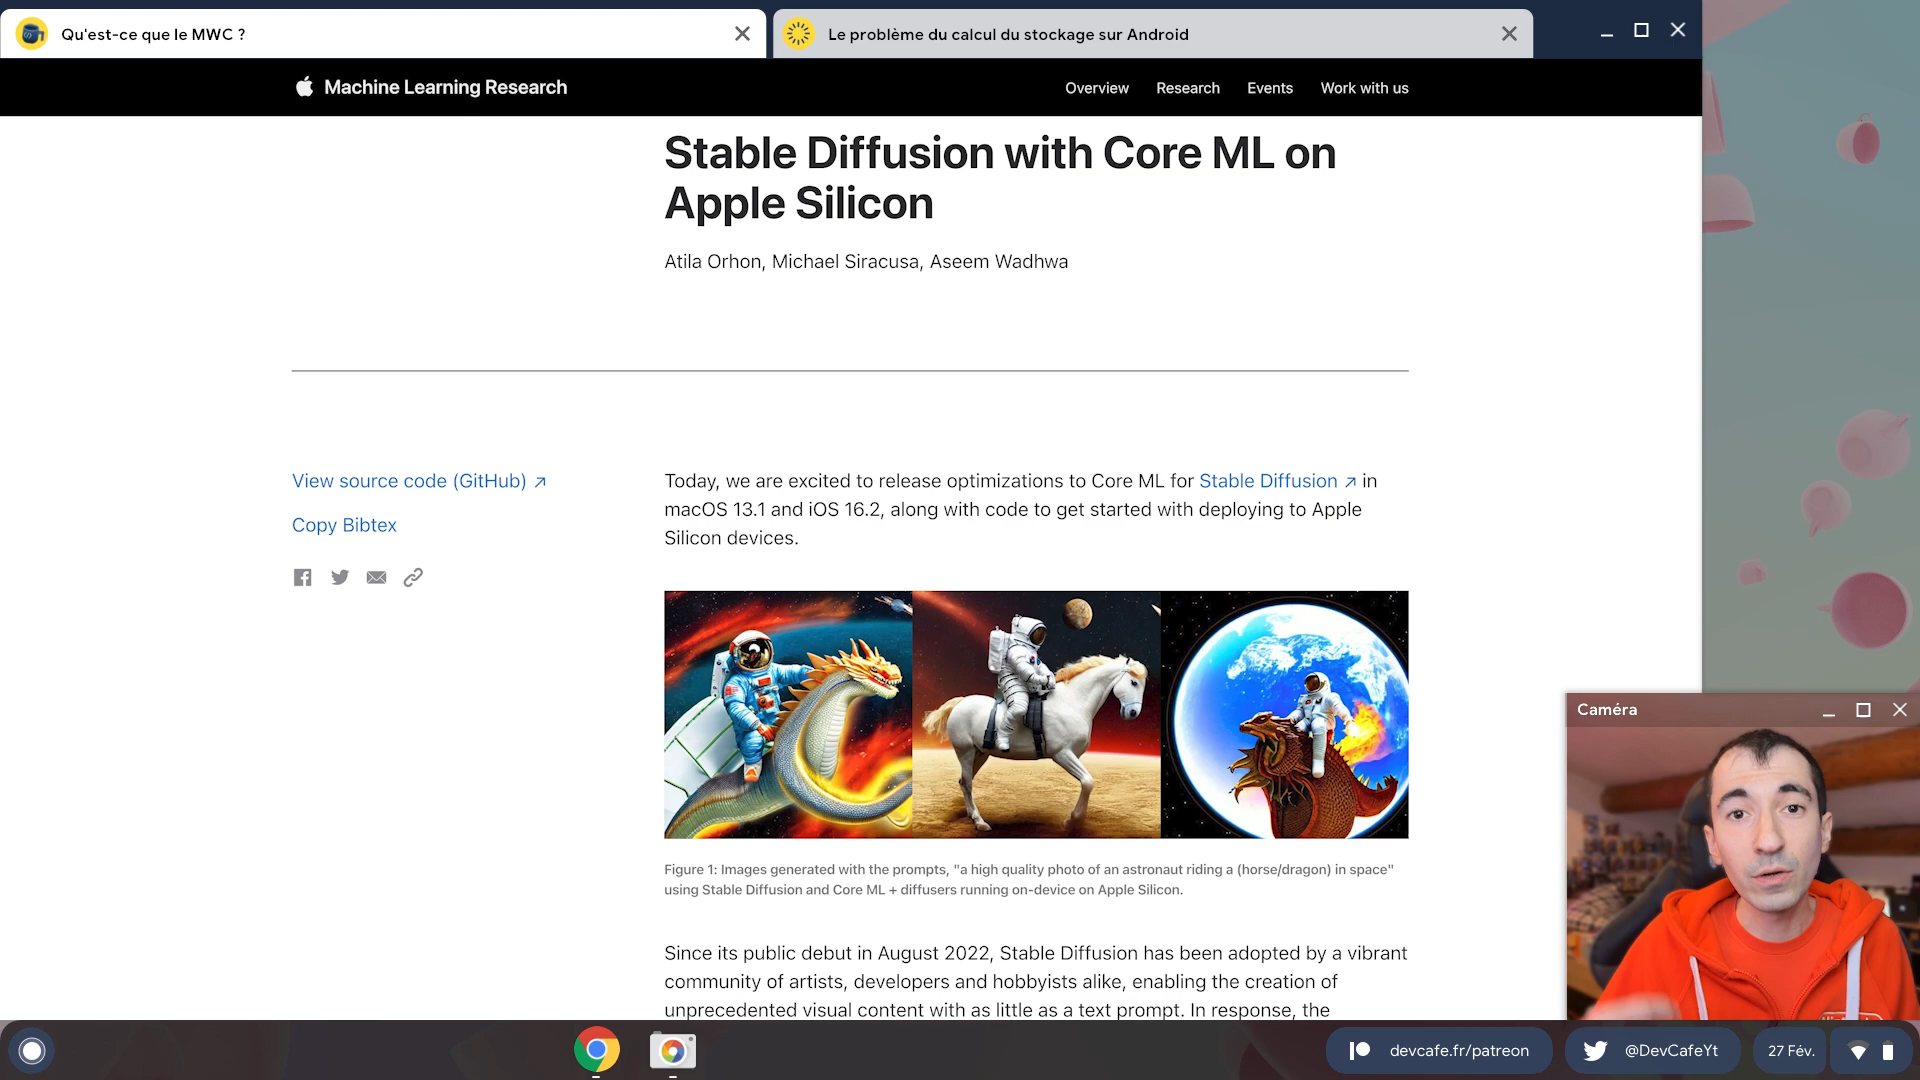 Qu'est-ce que le MWC ?
Le problème du calcul du stockage sur Android
Machine Learning Research
Overview
Research
Events
Work with us
Stable Diffusion with Core ML on
Apple Silicon
Atila Orhon, Michael Siracusa, Aseem Wadhwa
View source code (GitHub) ↗
Copy Bibtex
Today, we are excited to release optimizations to Core ML for Stable Diffusion ↗ in
macOS 13.1 and iOS 16.2, along with code to get started with deploying to Apple
Silicon devices.
Figure 1: Images generated with the prompts, "a high quality photo of an astronaut riding a (horse/dragon) in space"
using Stable Diffusion and Core ML + diffusers running on-device on Apple Silicon.
Since its public debut in August 2022, Stable Diffusion has been adopted by a vibrant
community of artists, developers and hobbyists alike, enabling the creation of
unprecedented visual content with as little as a text prompt. In response, the
Caméra
devcafe.fr/patreon
@DevCafeYt
27 Fév.